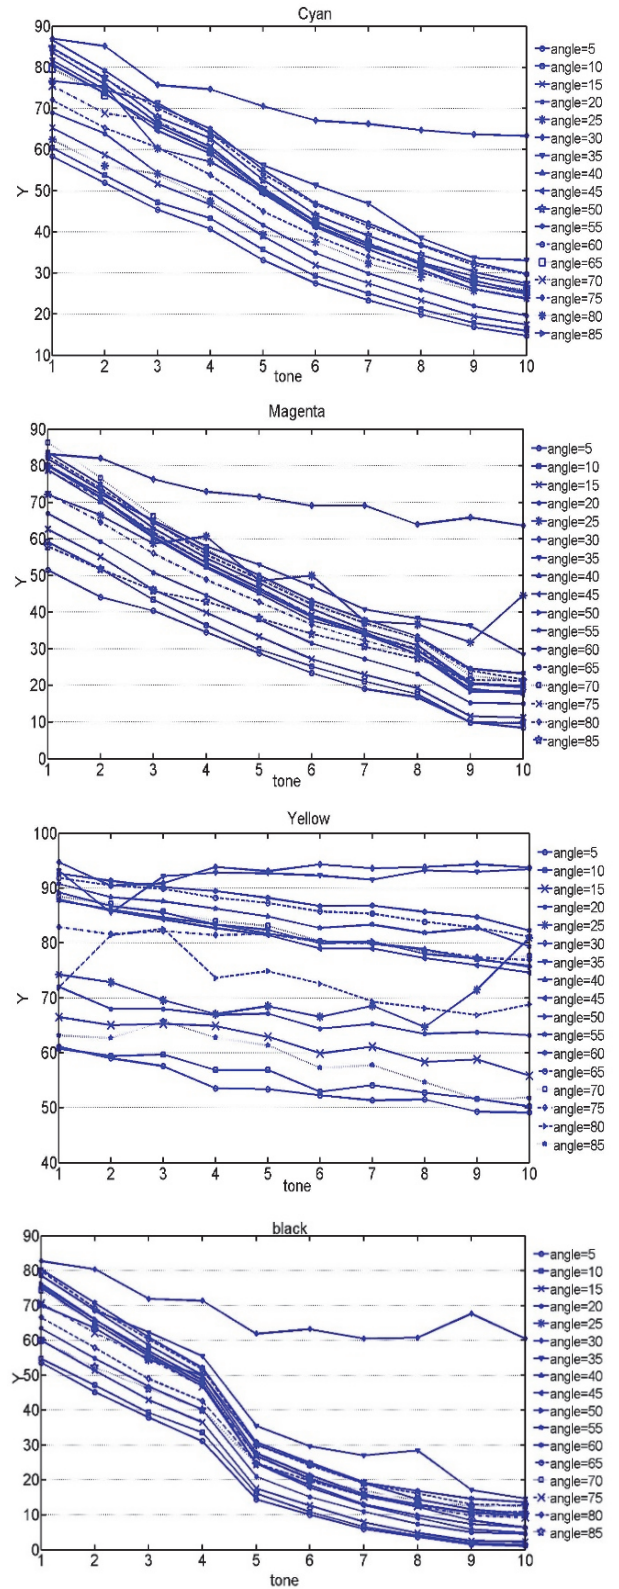 Cyan
90
80
70
60
50
40
30
20
10
Y
1 2 3 4 5 6 7 8 9 10
tone
angle=5
angle=10
angle=15
angle=20
angle=25
angle=30
angle=35
angle=40
angle=45
angle=50
angle=55
angle=60
angle=65
angle=70
angle=75
angle=80
angle=85
Magenta
90
80
70
60
50
40
30
20
10
0
Y
1 2 3 4 5 6 7 8 9 10
tone
angle=5
angle=10
angle=15
angle=20
angle=25
angle=30
angle=35
angle=40
angle=45
angle=50
angle=55
angle=60
angle=65
angle=70
angle=75
angle=80
angle=85
Yellow
100
90
80
70
60
50
40
Y
1 2 3 4 5 6 7 8 9 10
tone
angle=5
angle=10
angle=15
angle=20
angle=25
angle=30
angle=35
angle=40
angle=45
angle=50
angle=55
angle=60
angle=65
angle=70
angle=75
angle=80
angle=85
black
90
80
70
60
50
40
30
20
10
0
Y
1 2 3 4 5 6 7 8 9 10
tone
angle=5
angle=10
angle=15
angle=20
angle=25
angle=30
angle=35
angle=40
angle=45
angle=50
angle=55
angle=60
angle=65
angle=70
angle=75
angle=80
angle=85